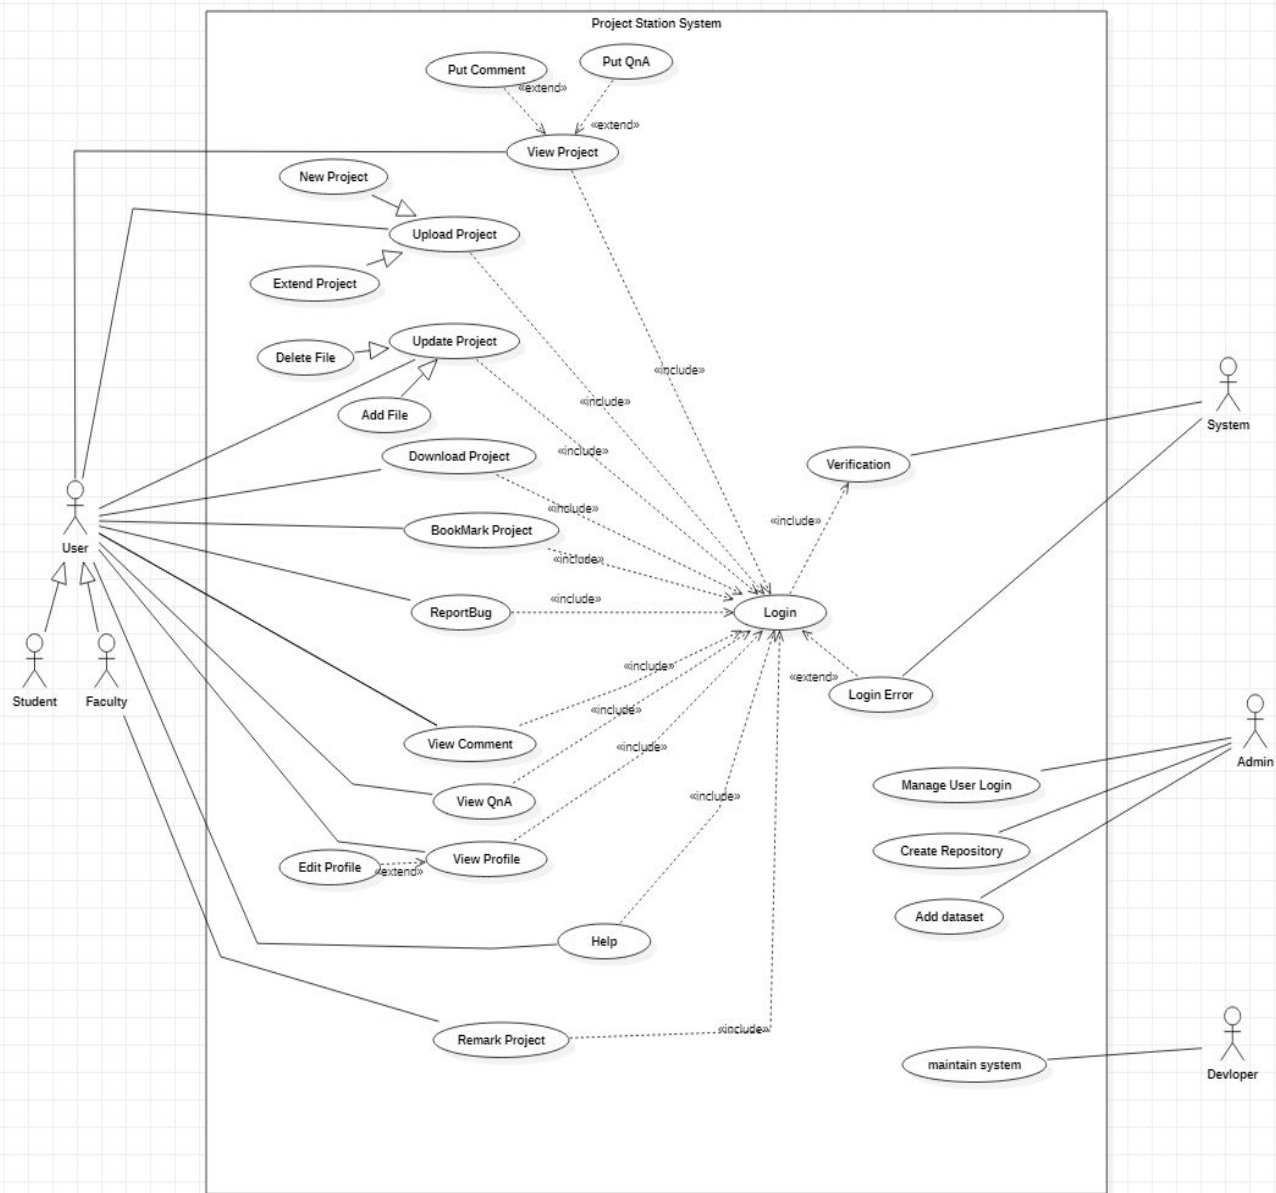 Project Station System
Put Comment
Put QnA
«extend»
«extend»
View Project
New Project
Upload Project
Extend Project
Update Project
Delete File
«include»
«include»
Add File
System
Download Project
«include»
Verification
«include»
«include»
BookMark Project
User
«include»
«include»
ReportBug
Login
«include»
«extend»
Student
Faculty
Login Error
«include»
View Comment
«include»
Admin
Manage User Login
«include»
View QnA
Create Repository
View Profile
Edit Profile
«extend»
Add dataset
Help
«include»
Remark Project
maintain system
Devloper